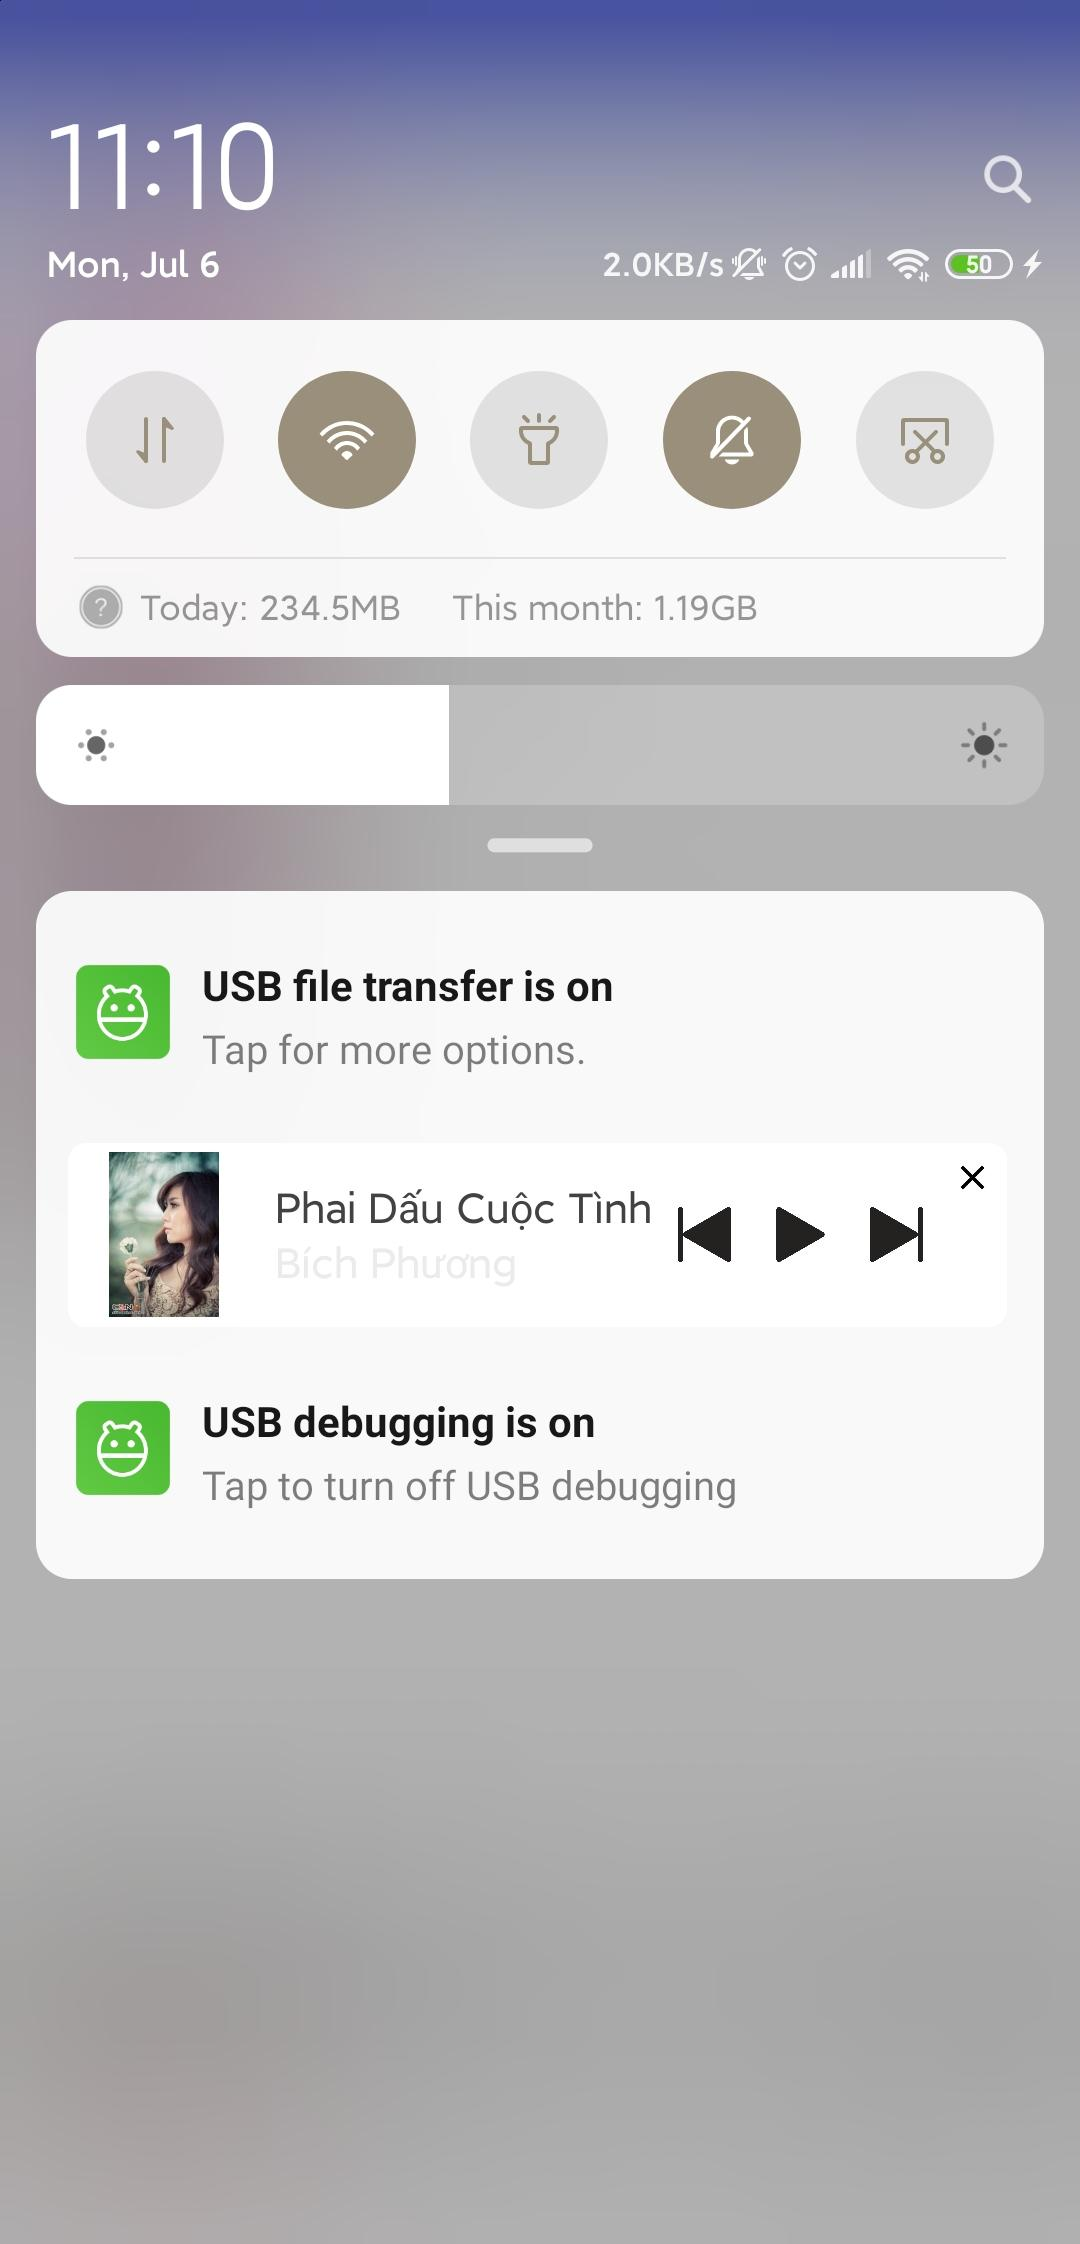 11:10
Mon, Jul 6
2.0KB/s
50
Today: 234.5MB This month: 1.19GB
USB file transfer is on
Tap for more options.
Phai Dấu Cuộc Tình
Bích Phương
USB debugging is on
Tap to turn off USB debugging